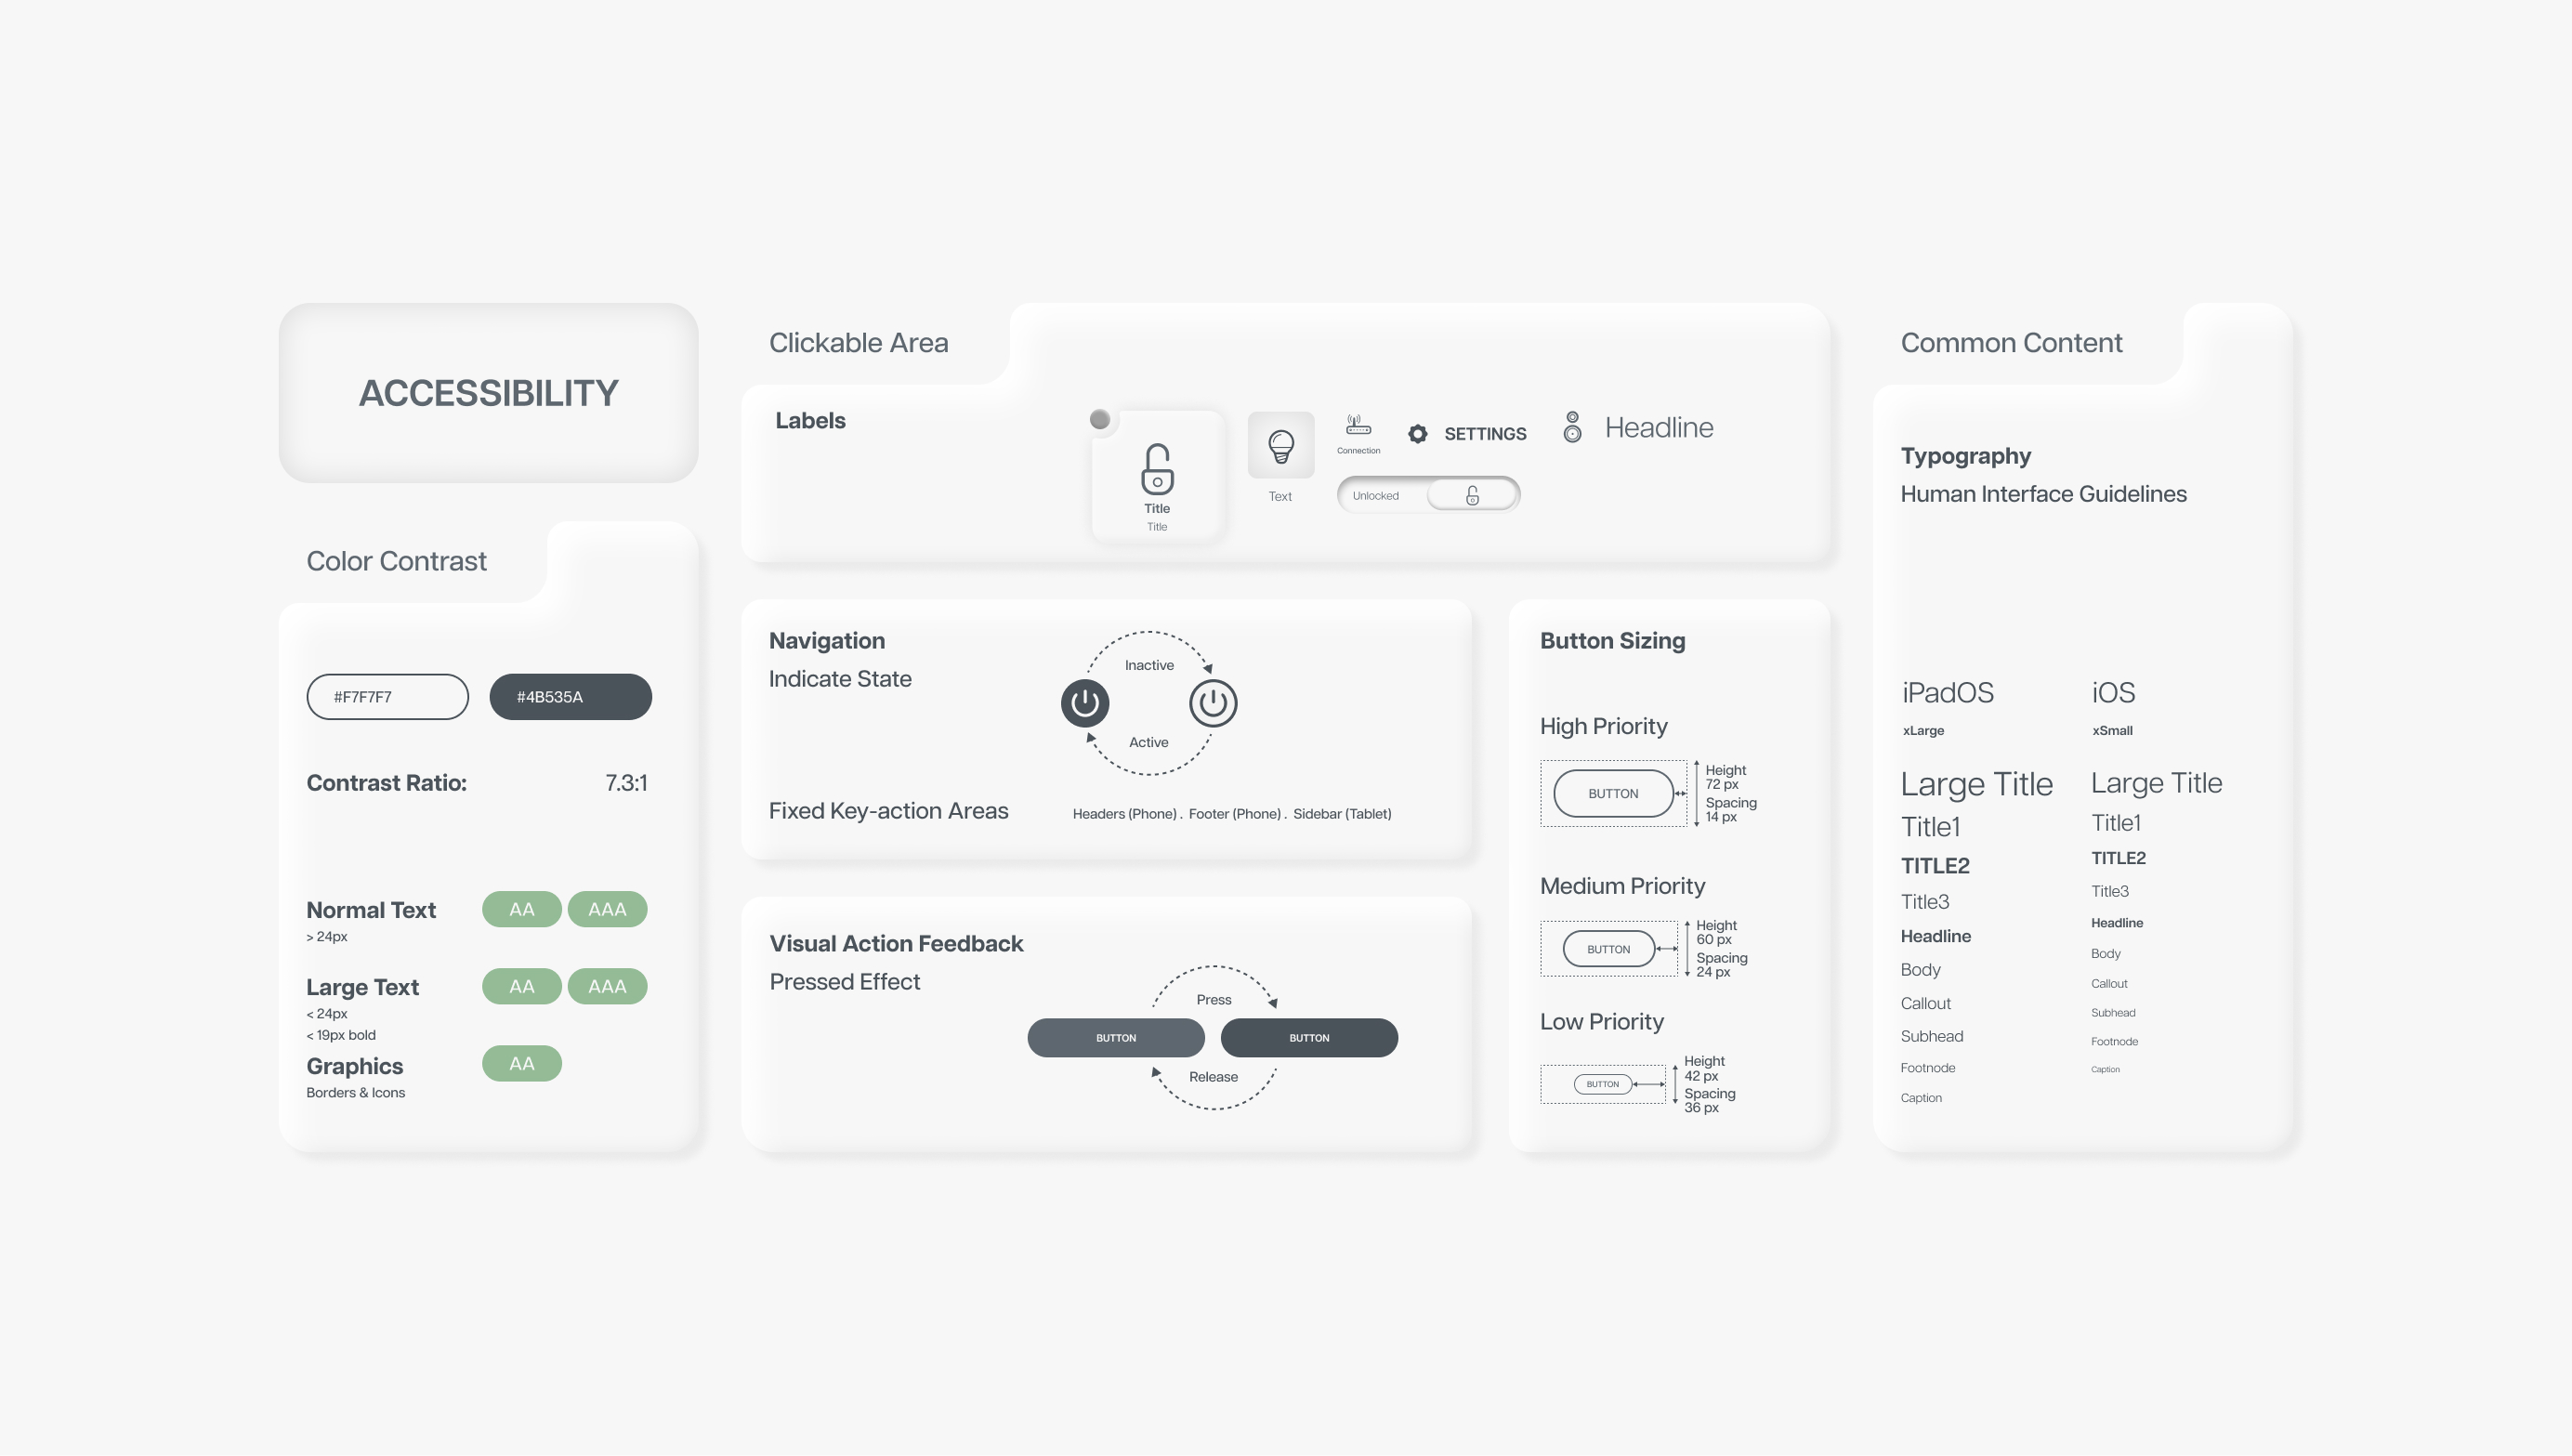 ACCESSIBILITY
Color Contrast
#F7F7F7
#4B535A
Contrast Ratio:
7.3:1
Normal Text
AA
AAA
> 24px
Large Text
AA
AAA
< 24px
< 19px bold
Graphics
AA
Borders & Icons
Clickable Area
Labels
Title
Title
Text
Connection
SETTINGS
Headline
Unlocked
Navigation
Indicate State
Inactive
Active
Fixed Key-action Areas
Headers (Phone) . Footer (Phone) . Sidebar (Tablet)
Visual Action Feedback
Pressed Effect
Press
BUTTON
BUTTON
Release
Button Sizing
High Priority
BUTTON
Height
72 px
Spacing
14 px
Medium Priority
BUTTON
Height
60 px
Spacing
24 px
Low Priority
BUTTON
Height
42 px
Spacing
36 px
Common Content
Typography
Human Interface Guidelines
iPadOS
xLarge
Large Title
Title1
TITLE2
Title3
Headline
Body
Callout
Subhead
Footnode
Caption
iOS
xSmall
Large Title
Title1
TITLE2
Title3
Headline
Body
Callout
Subhead
Footnode
Caption